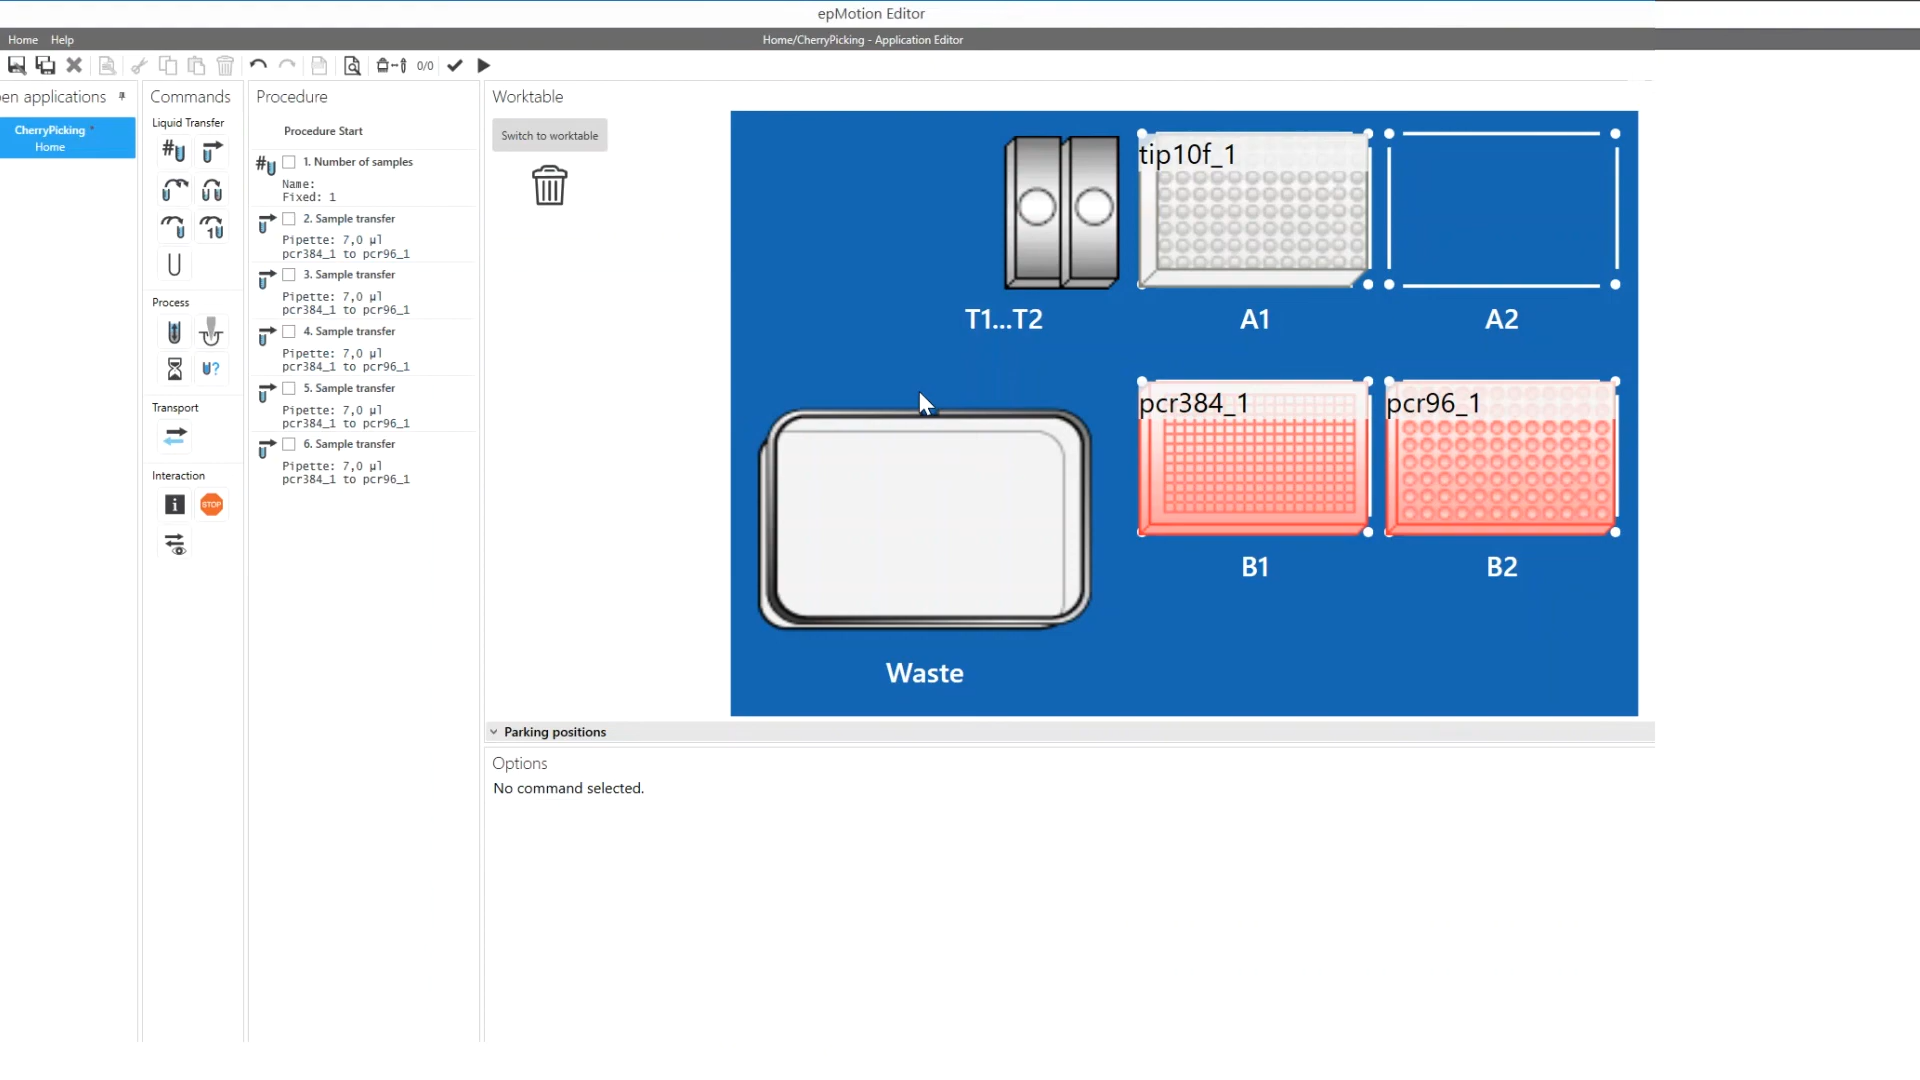 epMotion Editor
Home Help
Home/CherryPicking - Application Editor
0/0
en applications
CherryPicking *
Home
Commands
Liquid Transfer
Process
Transport
Interaction
STOP
Procedure
Procedure Start
1. Number of samples
Name:
Fixed: 1
2. Sample transfer
Pipette: 7,0 µl
pcr384_1 to pcr96_1
3. Sample transfer
Pipette: 7,0 µl
pcr384_1 to pcr96_1
4. Sample transfer
Pipette: 7,0 µl
pcr384_1 to pcr96_1
5. Sample transfer
Pipette: 7,0 µl
pcr384_1 to pcr96_1
6. Sample transfer
Pipette: 7,0 µl
pcr384_1 to pcr96_1
Worktable
Switch to worktable
tip10f_1
T1...T2
A1
A2
pcr384_1
pcr96_1
B1
B2
Waste
Parking positions
Options
No command selected.